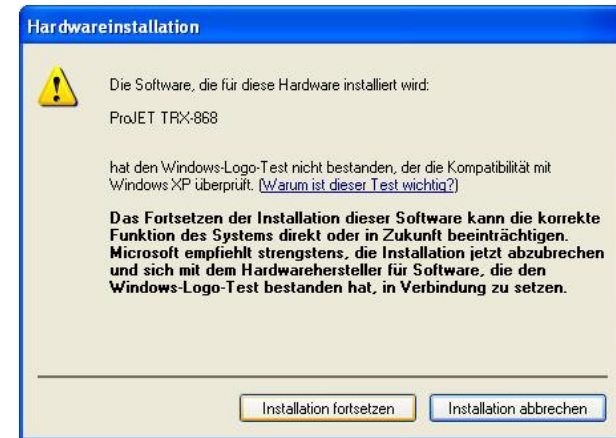 Hardwareinstallation
Die Software, die für diese Hardware installiert wird:
ProJET TRX-868
hat den Windows-Logo-Test nicht bestanden, der die Kompatibilität mit
Windows XP überprüft. (Warum ist dieser Test wichtig?)
Das Fortsetzen der Installation dieser Software kann die korrekte
Funktion des Systems direkt oder in Zukunft beeinträchtigen.
Microsoft empfiehlt strengstens, die Installation jetzt abzubrechen
und sich mit dem Hardwarehersteller für Software, die den
Windows-Logo-Test bestanden hat, in Verbindung zu setzen.
Installation fortsetzen Installation abbrechen